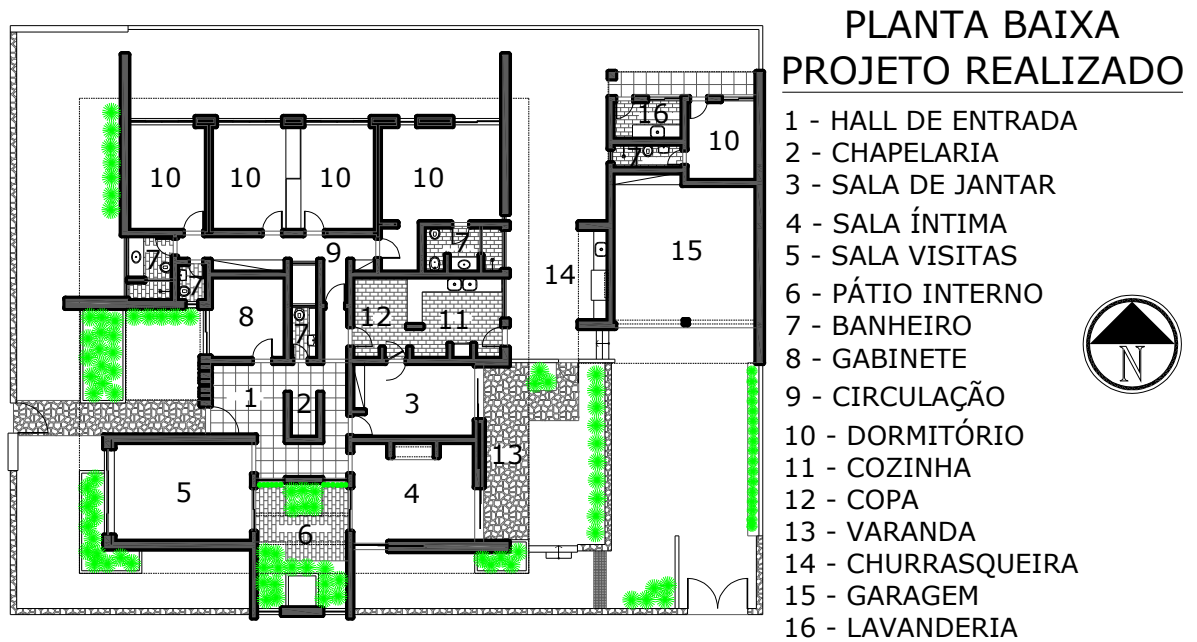 PLANTA BAIXA
PROJETO REALIZADO
1 - HALL DE ENTRADA
2 - CHAPELARIA
3 - SALA DE JANTAR
4 - SALA ÍNTIMA
5 - SALA VISITAS
6 - PÁTIO INTERNO
7 - BANHEIRO
8 - GABINETE
9 - CIRCULAÇÃO
10 - DORMITÓRIO
11 - COZINHA
12 - COPA
13 - VARANDA
14 - CHURRASQUEIRA
15 - GARAGEM
16 - LAVANDERIA
N
16
10
7
10 10 10 10
7
9
7
7
14
15
8
7
12
11
1
2
3
13
5
4
6